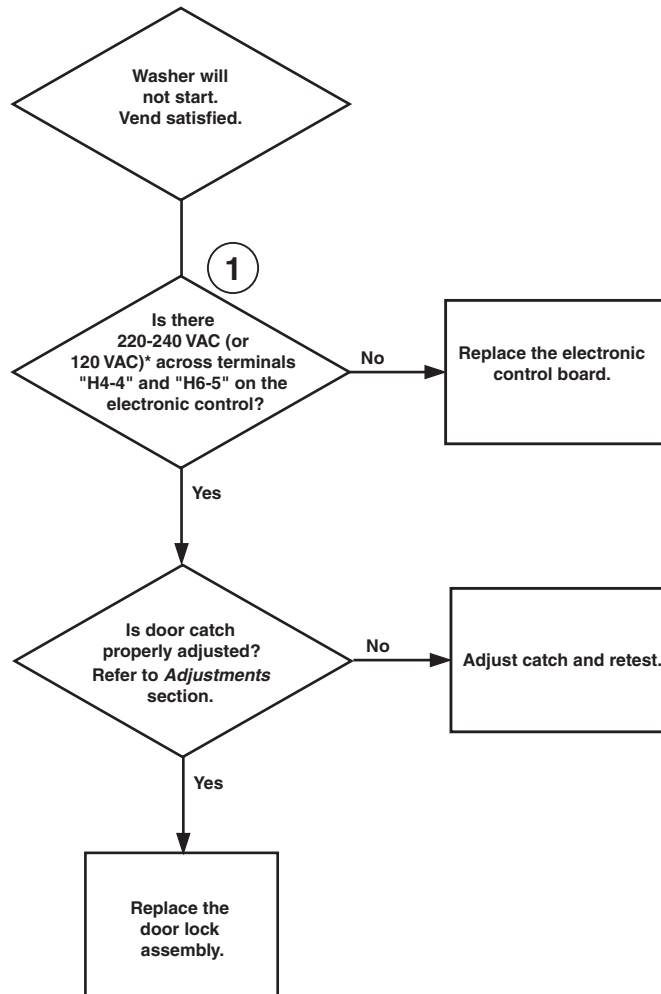 Washer will
not start.
Vend satisfied.
1
Is there
220-240 VAC (or
120 VAC)* across terminals
"H4-4" and "H6-5" on the
electronic control?
No
Replace the electronic
control board.
Yes
Is door catch
properly adjusted?
Refer to Adjustments
section.
No
Adjust catch and retest.
Yes
Replace the
door lock
assembly.